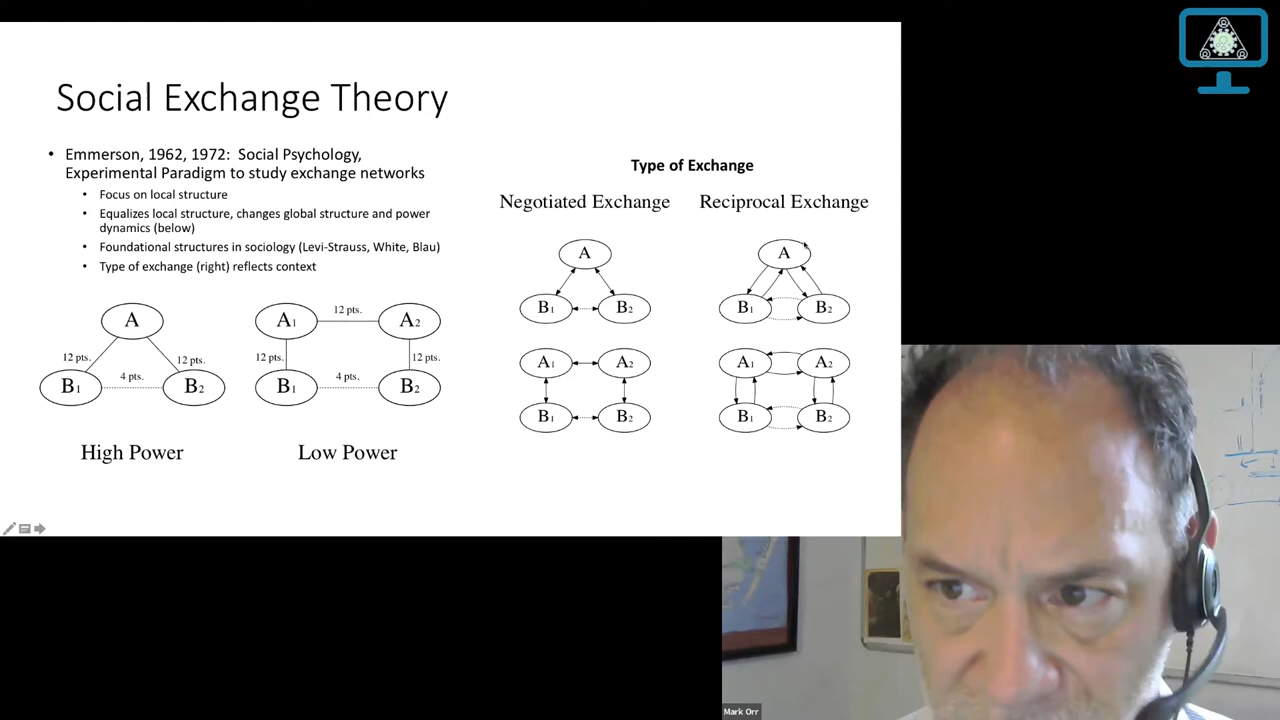 Social Exchange Theory
• Emmerson, 1962, 1972: Social Psychology,
Experimental Paradigm to study exchange networks
• Focus on local structure
• Equalizes local structure, changes global structure and power
dynamics (below)
• Foundational structures in sociology (Levi-Strauss, White, Blau)
• Type of exchange (right) reflects context
A
12 pts.
12 pts.
4 pts.
B1
B2
High Power
A1
12 pts.
A2
12 pts.
12 pts.
4 pts.
B1
B2
Low Power
Type of Exchange
Negotiated Exchange
Reciprocal Exchange
A
B1
B2
A
B1
B2
A1
A2
B1
B2
A1
A2
B1
B2
Mark Orr